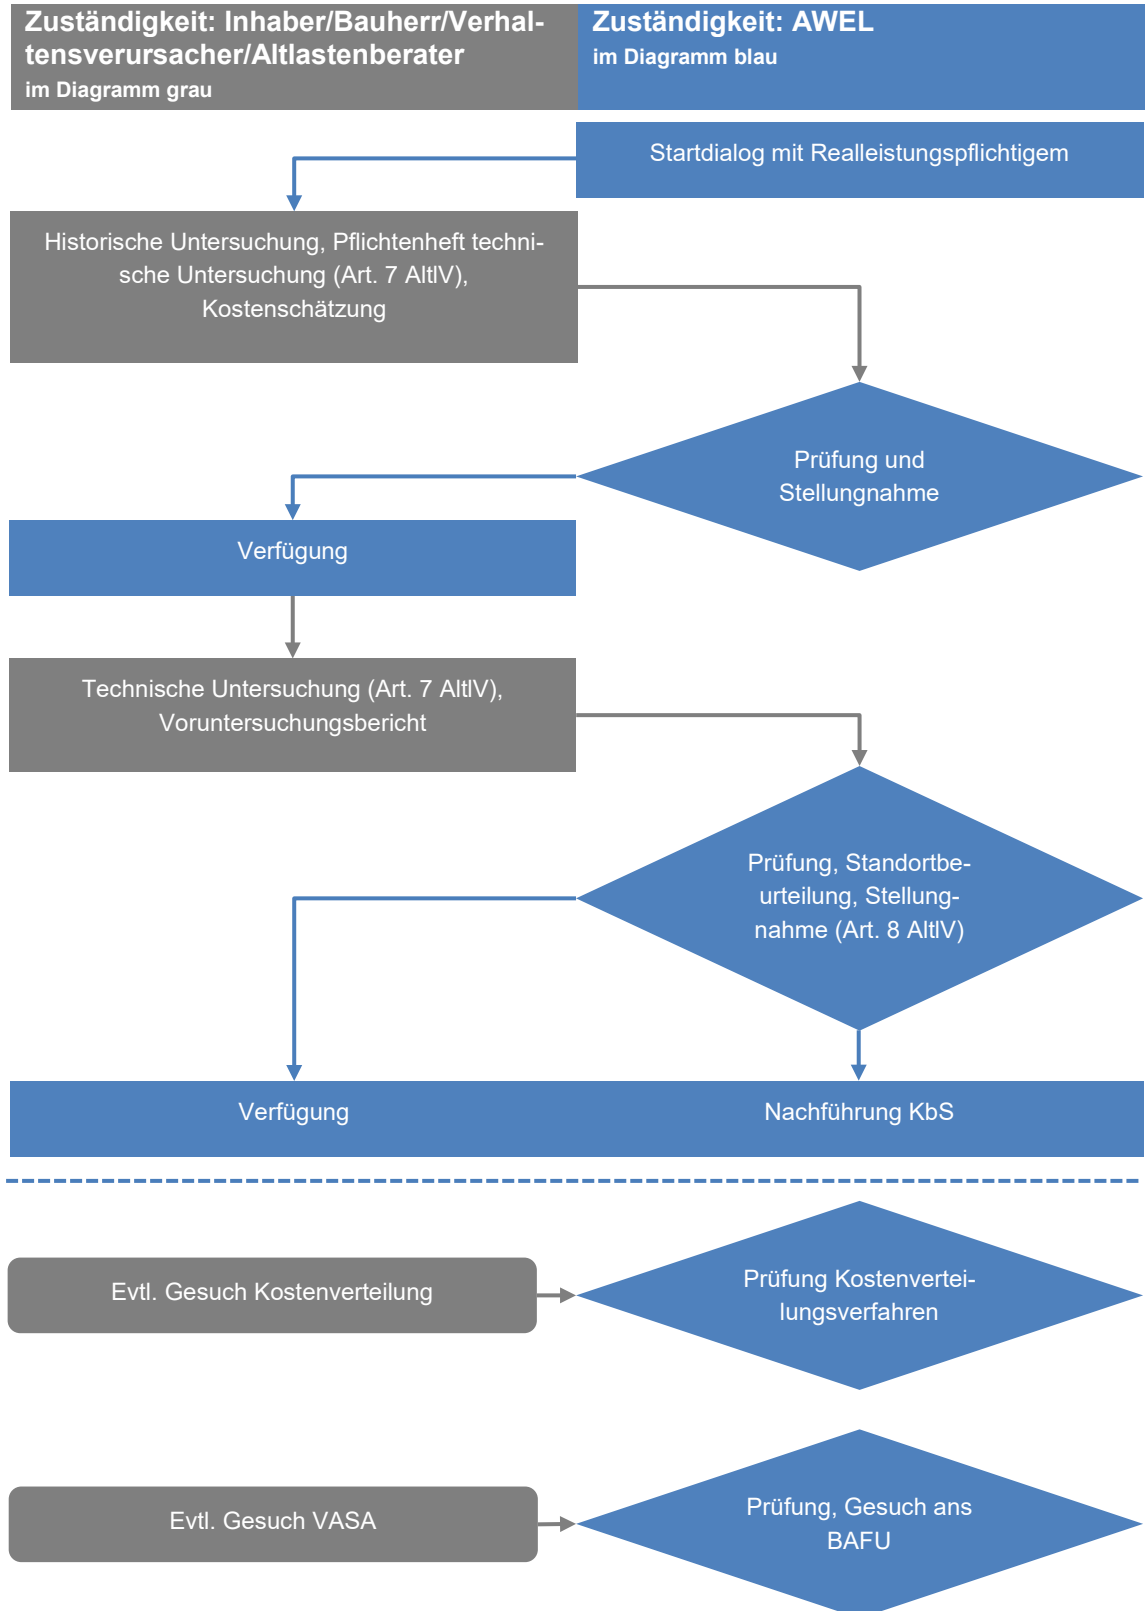 Zuständigkeit: Inhaber/Bauherr/Verhal-
tensverursacher/Altlastenberater
im Diagramm grau
Zuständigkeit: AWEL
im Diagramm blau
Startdialog mit Realleistungspflichtigem
Historische Untersuchung, Pflichtenheft techni-
sche Untersuchung (Art. 7 AltlV),
Kostenschätzung
Prüfung und
Stellungnahme
Verfügung
Technische Untersuchung (Art. 7 AltlV),
Voruntersuchungsbericht
Prüfung, Standortbe-
urteilung, Stellung-
nahme (Art. 8 AltlV)
Verfügung
Nachführung KbS
Evtl. Gesuch Kostenverteilung
Prüfung Kostenvertei-
lungsverfahren
Evtl. Gesuch VASA
Prüfung, Gesuch ans
BAFU